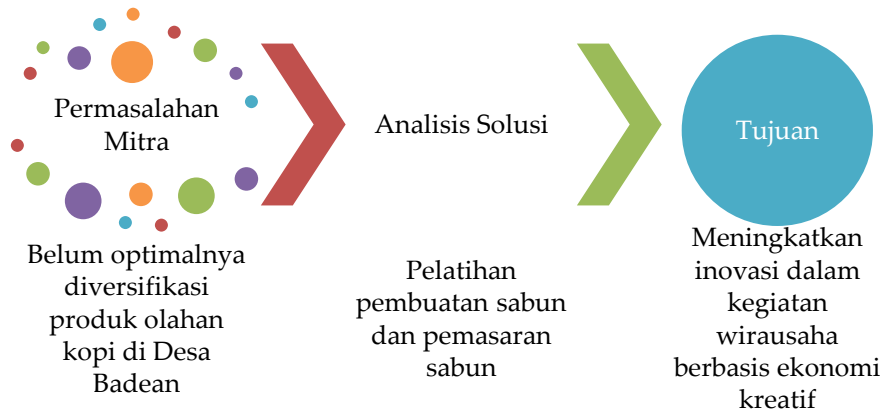 Permasalahan
Mitra
Belum optimalnya
diversifikasi
produk olahan
kopi di Desa
Badean
Analisis Solusi
Pelatihan
pembuatan sabun
dan pemasaran
sabun
Tujuan
Meningkatkan
inovasi dalam
kegiatan
wirausaha
berbasis ekonomi
kreatif